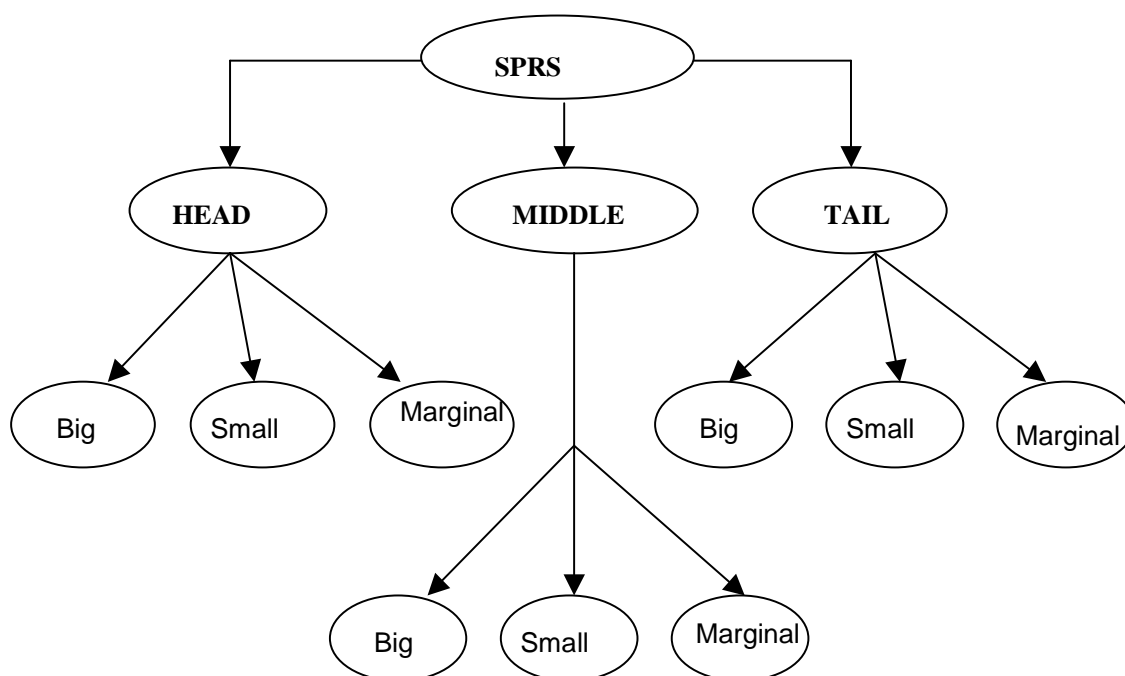 SPRS
HEAD
MIDDLE
TAIL
Big
Small
Marginal
Big
Small
Marginal
Big
Small
Marginal